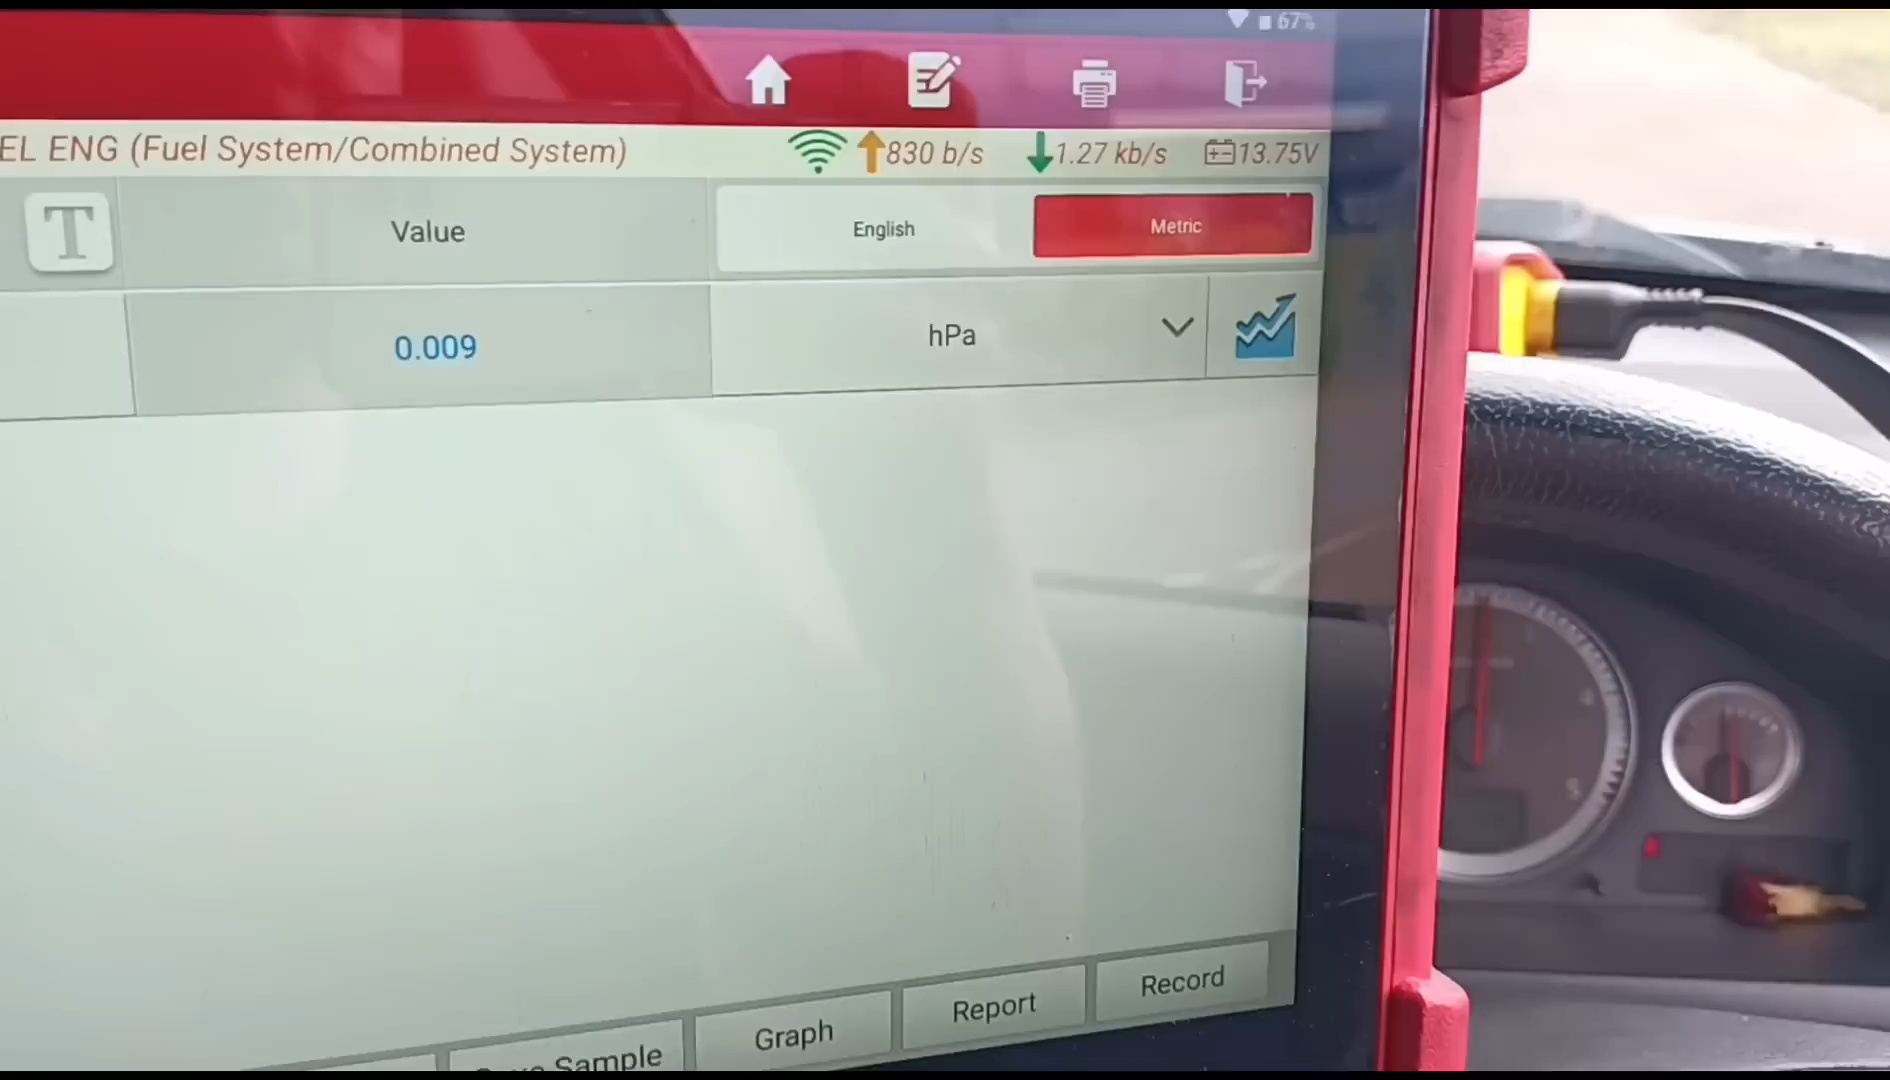 67%
EL ENG (Fuel System/Combined System) 830 b/s 1.27 kb/s 13.75V
T Value English Metric
0.009 hPa
Sample Graph Report Record